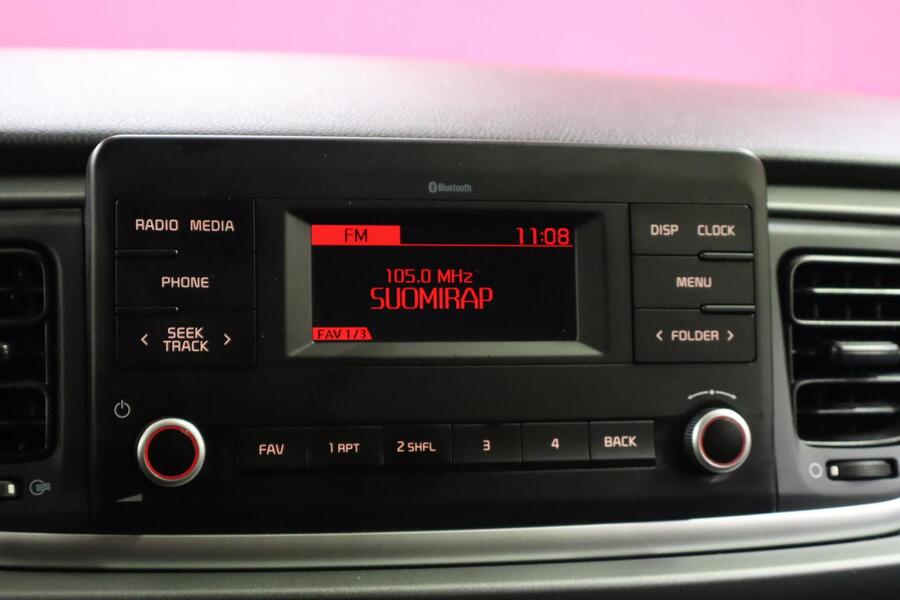 Bluetooth
RADIO MEDIA
PHONE
< SEEK TRACK >
FM 11:08
105.0 MHz
SUOMIRAP
FAV 1/3
DISP CLOCK
MENU
< FOLDER >
FAV 1 RPT 2 SHFL 3 4 BACK